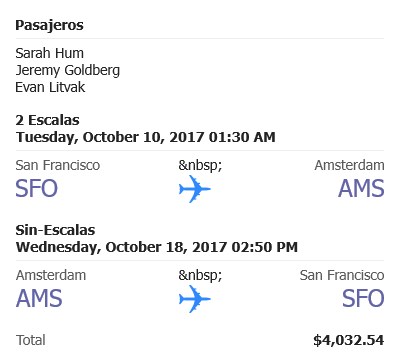 Pasajeros
Sarah Hum
Jeremy Goldberg
Evan Litvak
2 Escalas
Tuesday, October 10, 2017 01:30 AM
San Francisco &nbsp; Amsterdam
SFO AMS
Sin-Escalas
Wednesday, October 18, 2017 02:50 PM
Amsterdam &nbsp; San Francisco
AMS SFO
Total $4,032.54